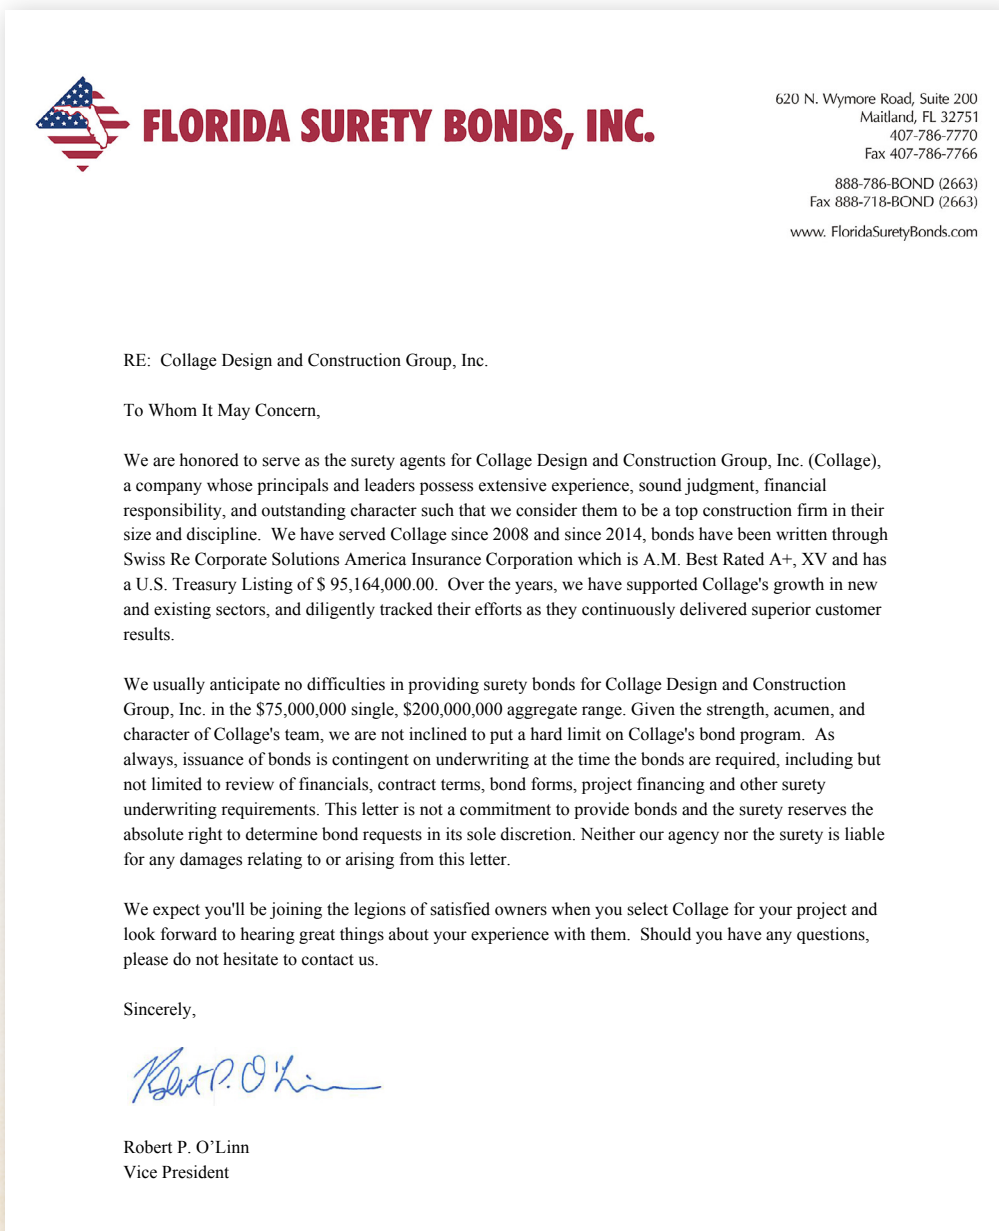 FLORIDA SURETY BONDS, INC.
620 N. Wymore Road, Suite 200
Maitland, FL 32751
407-786-7770
Fax 407-786-7766
888-786-BOND (2663)
Fax 888-718-BOND (2663)
www. FloridaSuretyBonds.com
RE:  Collage Design and Construction Group, Inc.
To Whom It May Concern,
We are honored to serve as the surety agents for Collage Design and Construction Group, Inc. (Collage),
a company whose principals and leaders possess extensive experience, sound judgment, financial
responsibility, and outstanding character such that we consider them to be a top construction firm in their
size and discipline.  We have served Collage since 2008 and since 2014, bonds have been written through
Swiss Re Corporate Solutions America Insurance Corporation which is A.M. Best Rated A+, XV and has
a U.S. Treasury Listing of $ 95,164,000.00.  Over the years, we have supported Collage's growth in new
and existing sectors, and diligently tracked their efforts as they continuously delivered superior customer
results.
We usually anticipate no difficulties in providing surety bonds for Collage Design and Construction
Group, Inc. in the $75,000,000 single, $200,000,000 aggregate range. Given the strength, acumen, and
character of Collage's team, we are not inclined to put a hard limit on Collage's bond program.  As
always, issuance of bonds is contingent on underwriting at the time the bonds are required, including but
not limited to review of financials, contract terms, bond forms, project financing and other surety
underwriting requirements. This letter is not a commitment to provide bonds and the surety reserves the
absolute right to determine bond requests in its sole discretion. Neither our agency nor the surety is liable
for any damages relating to or arising from this letter.
We expect you'll be joining the legions of satisfied owners when you select Collage for your project and
look forward to hearing great things about your experience with them.  Should you have any questions,
please do not hesitate to contact us.
Sincerely,
Robert P. O'Linn
Robert P. O’Linn
Vice President